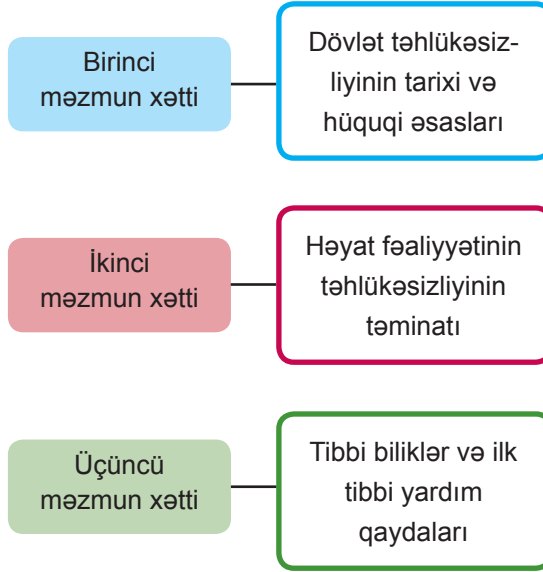 Birinci
məzmun xətti
Dövlət təhlükəsiz-
liyinin tarixi və
hüquqi əsasları
İkinci
məzmun xətti
Həyat fəaliyyətinin
təhlükəsizliyinin
təminatı
Üçüncü
məzmun xətti
Tibbi biliklər və ilk
tibbi yardım
qaydaları